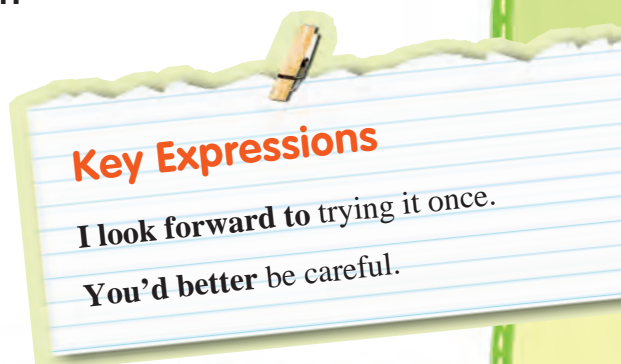 Key Expressions
I look forward to trying it once.
You'd better be careful.